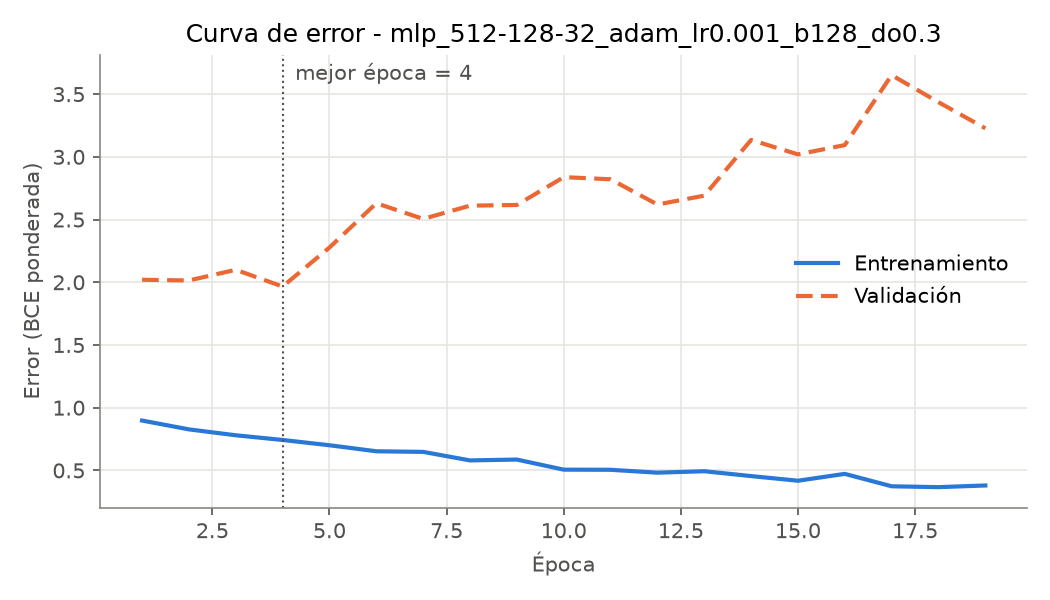 Curva de error - mlp_512-128-32_adam_lr0.001_b128_do0.3
mejor época = 4
Error (BCE ponderada)
3.5
3.0
2.5
2.0
1.5
1.0
0.5
Entrenamiento
Validación
2.5
5.0
7.5
10.0
12.5
15.0
17.5
Época